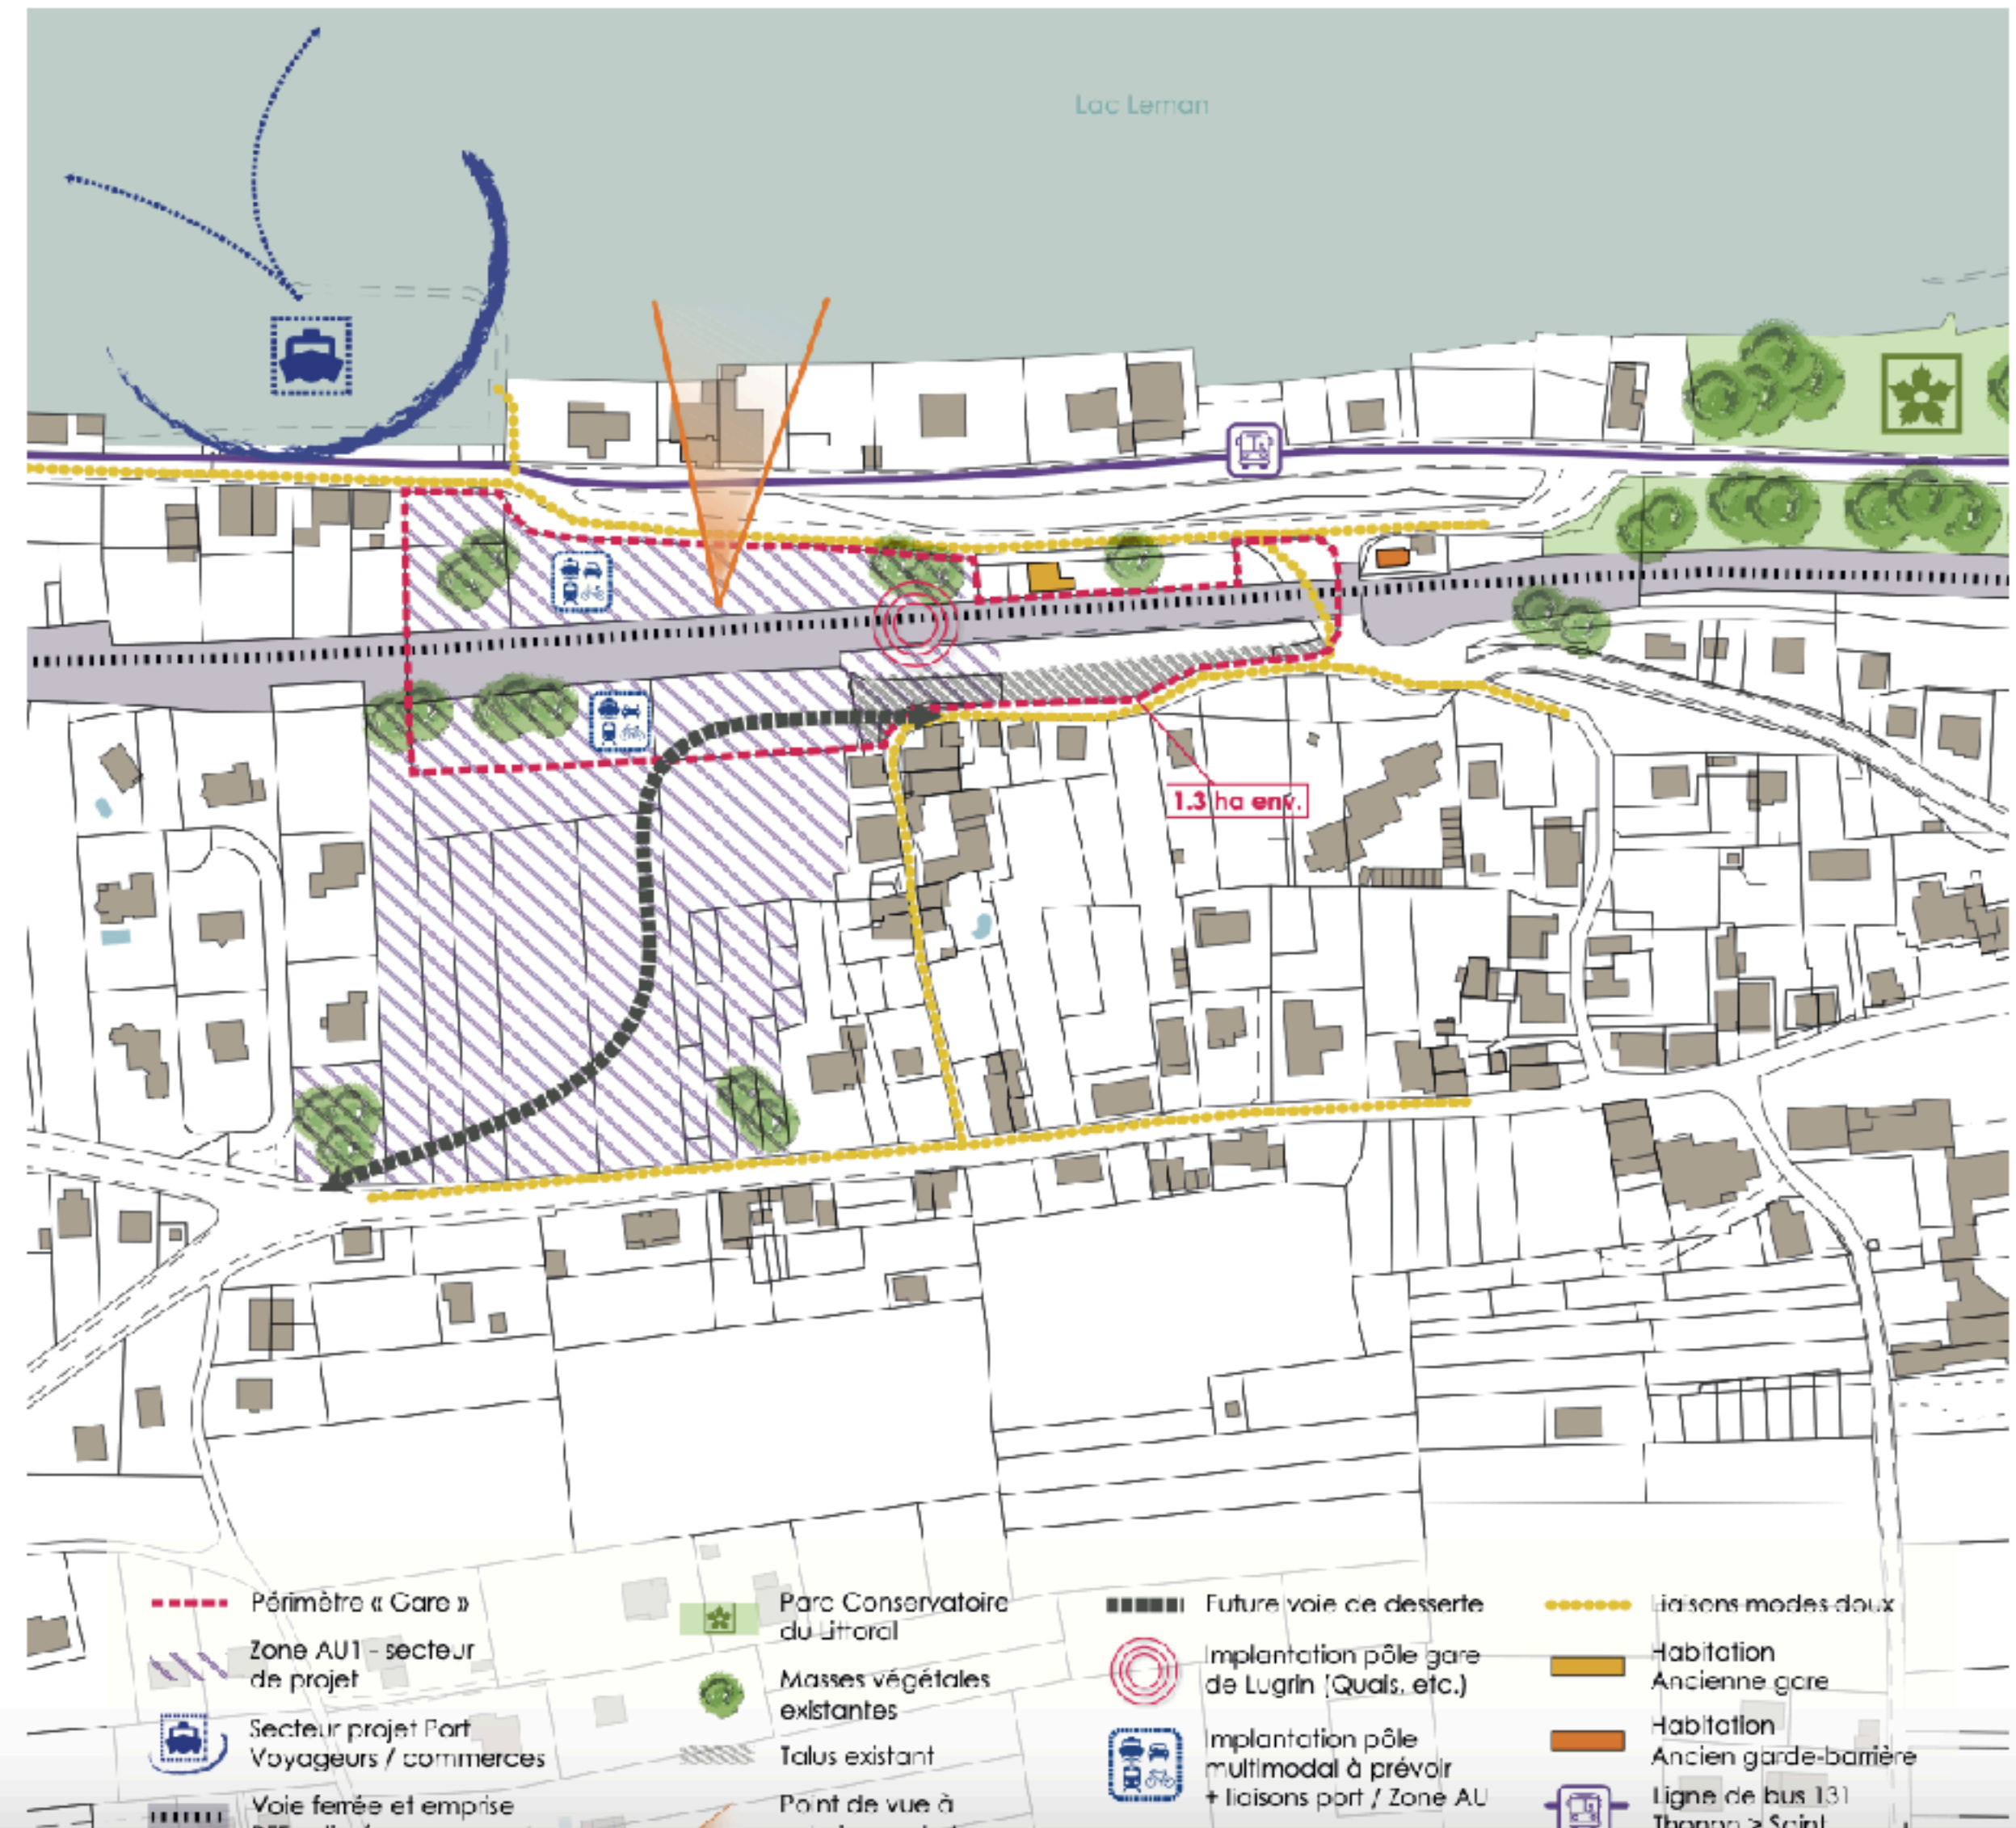 Lac Leman
1.3 ha env.
Périmètre « Gare »
Zone AU1 - secteur
de projet
Secteur projet Port
Voyageurs / commerces
Voie ferrée et emprise
Parc Conservatoire
du Littoral
Masses végétales
existantes
Talus existant
Point de vue à
Future voie de desserte
Implantation pôle gare
de Lugrin (Quais, etc.)
Implantation pôle
multimodal à prévoir
+ liaisons port / Zone AU
Liaisons modes doux
Habitation
Ancienne gare
Habitation
Ancien garde-barrière
Ligne de bus 131
Thonon > Saint